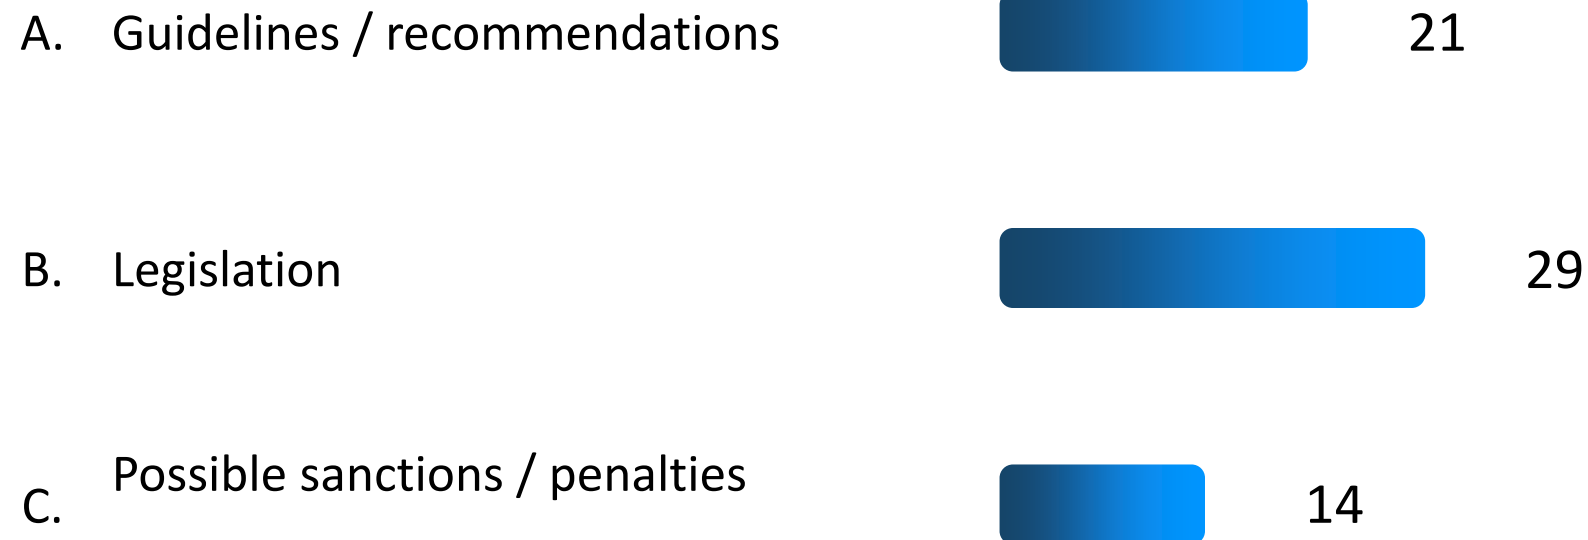 A. Guidelines / recommendations 21
B. Legislation 29
Possible sanctions / penalties
C. 14